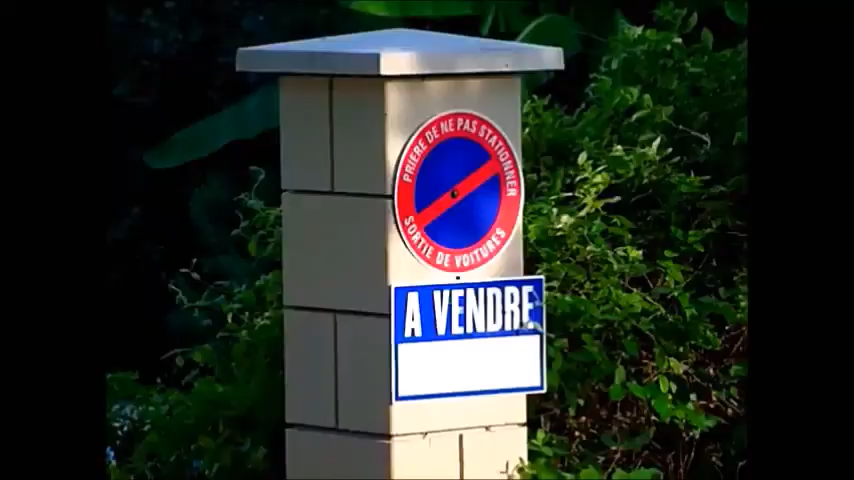 PRIERE DE NE PAS STATIONNER
SORTIE DE VOITURES
A VENDRE